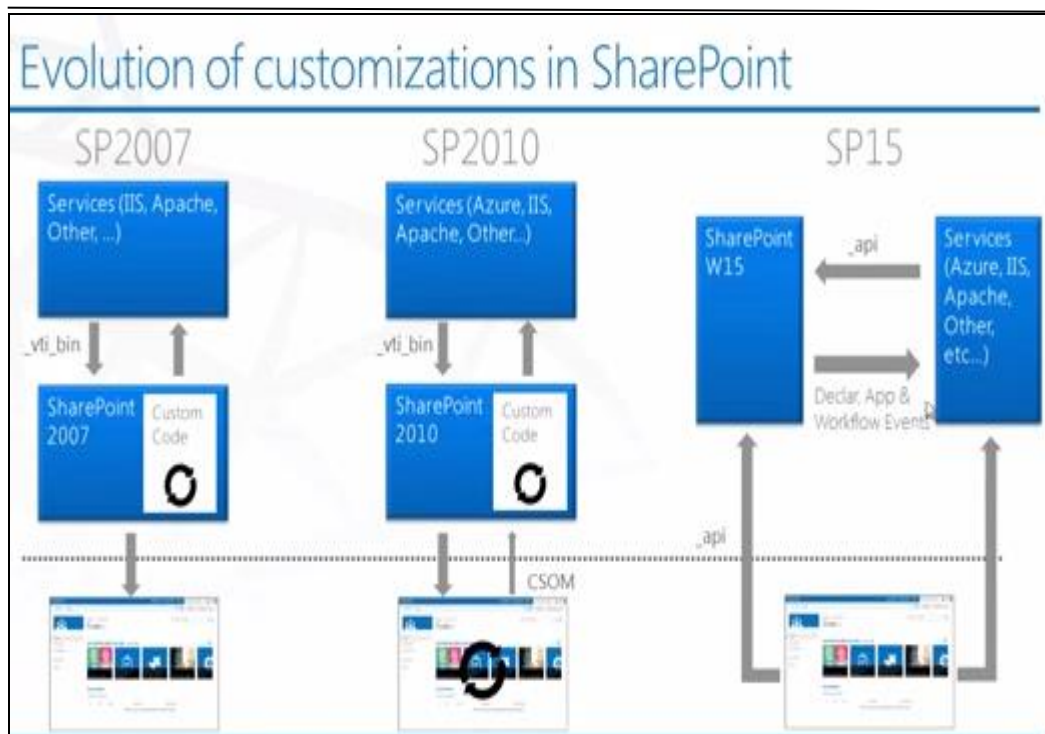 Evolution of customizations in SharePoint
SP2007
Services (IIS, Apache,
Other, ...)
_vti_bin
SharePoint
2007
Custom
Code
SP2010
Services (Azure, IIS,
Apache, Other...)
_vti_bin
SharePoint
2010
Custom
Code
CSOM
SP15
SharePoint
W15
_api
Services
(Azure, IIS,
Apache,
Other,
etc...)
Declar, App &
Workflow Events
_api